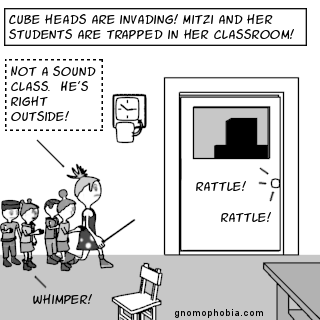 CUBE HEADS ARE INVADING! MITZI AND HER
STUDENTS ARE TRAPPED IN HER CLASSROOM!
NOT A SOUND
CLASS. HE'S
RIGHT
OUTSIDE!
RATTLE!
RATTLE!
WHIMPER!
gnomophobia.com